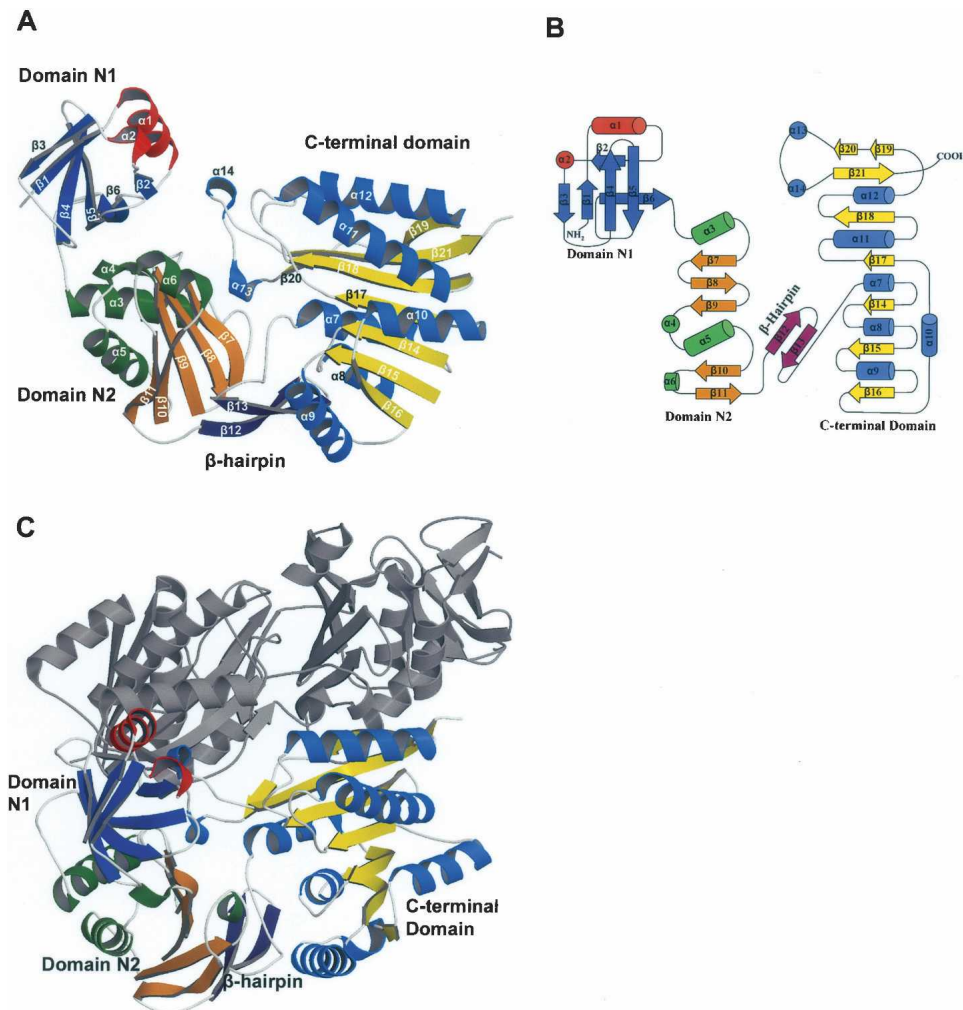 A
Domain N1
α1
α2
β3
β1
β2
β6
β4
β5
C-terminal domain
α14
α12
α11
β19
β21
β18
β20
α13
β17
α7
α10
β14
β15
α8
β16
α9
α4
α6
α3
α5
β7
β8
β9
β11
β10
β13
β12
Domain N2
β-hairpin
B
α1
α2
β2
β3
β1
β4
β5
β6
NH2
Domain N1
α3
β7
β8
β9
α4
α5
β10
α6
β11
Domain N2
β-Hairpin
β12
β13
α13
β20
β19
COOH
β21
α14
α12
β18
α11
β17
α7
β14
α8
α10
β15
α9
β16
C-terminal Domain
C
Domain
N1
C-terminal
Domain
Domain N2
β-hairpin